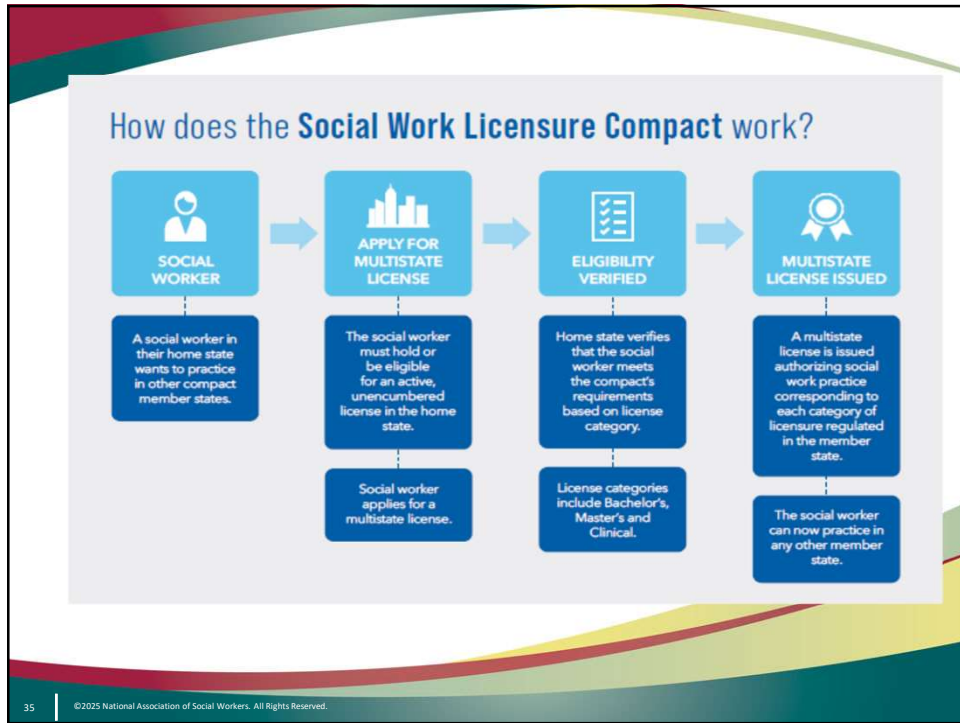 How does the Social Work Licensure Compact work?
SOCIAL
WORKER
A social worker in
their home state
wants to practice
in other compact
member states.
APPLY FOR
MULTISTATE
LICENSE
The social worker
must hold or
be eligible
for an active,
unencumbered
license in the home
state.
Social worker
applies for a
multistate license.
ELIGIBILITY
VERIFIED
Home state verifies
that the social
worker meets
the compact's
requirements
based on license
category.
License categories
include Bachelor's,
Master's and
Clinical.
MULTISTATE
LICENSE ISSUED
A multistate
license is issued
authorizing social
work practice
corresponding to
each category of
licensure regulated
in the member
state.
The social worker
can now practice in
any other member
state.
35
©2025 National Association of Social Workers. All Rights Reserved.